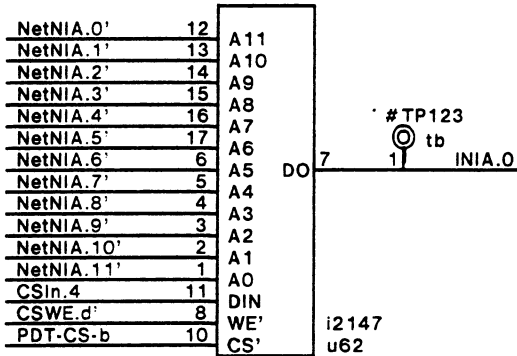 NetNIA.0' 12 A11
NetNIA.1' 13 A10
NetNIA.2' 14 A9
NetNIA.3' 15 A8
NetNIA.4' 16 A7
NetNIA.5' 17 A6
NetNIA.6' 6 A5 DO 7 1 INIA.0
NetNIA.7' 5 A4
NetNIA.8' 4 A3
NetNIA.9' 3 A2
NetNIA.10' 2 A1
NetNIA.11' 1 A0
CSIn.4 11 DIN
CSWE.d' 8 WE'
PDT-CS-b 10 CS'
#TP123
tb
i2147
u62